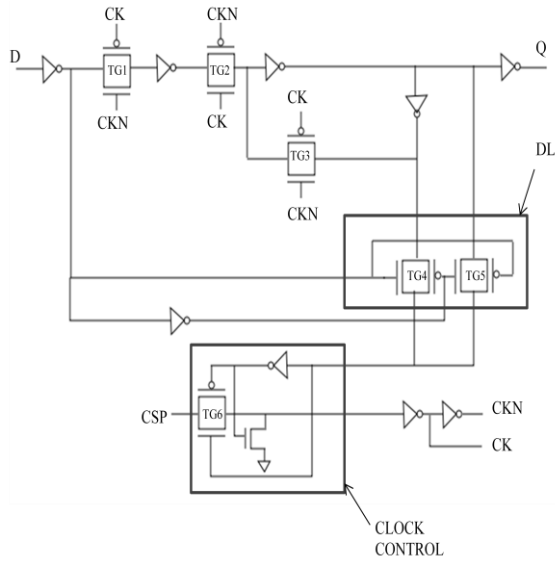 CK
CKN
D
Q
TG1
TG2
CKN
CK
CK
TG3
DL
CKN
TG4
TG5
CSP
TG6
CKN
CK
CLOCK
CONTROL